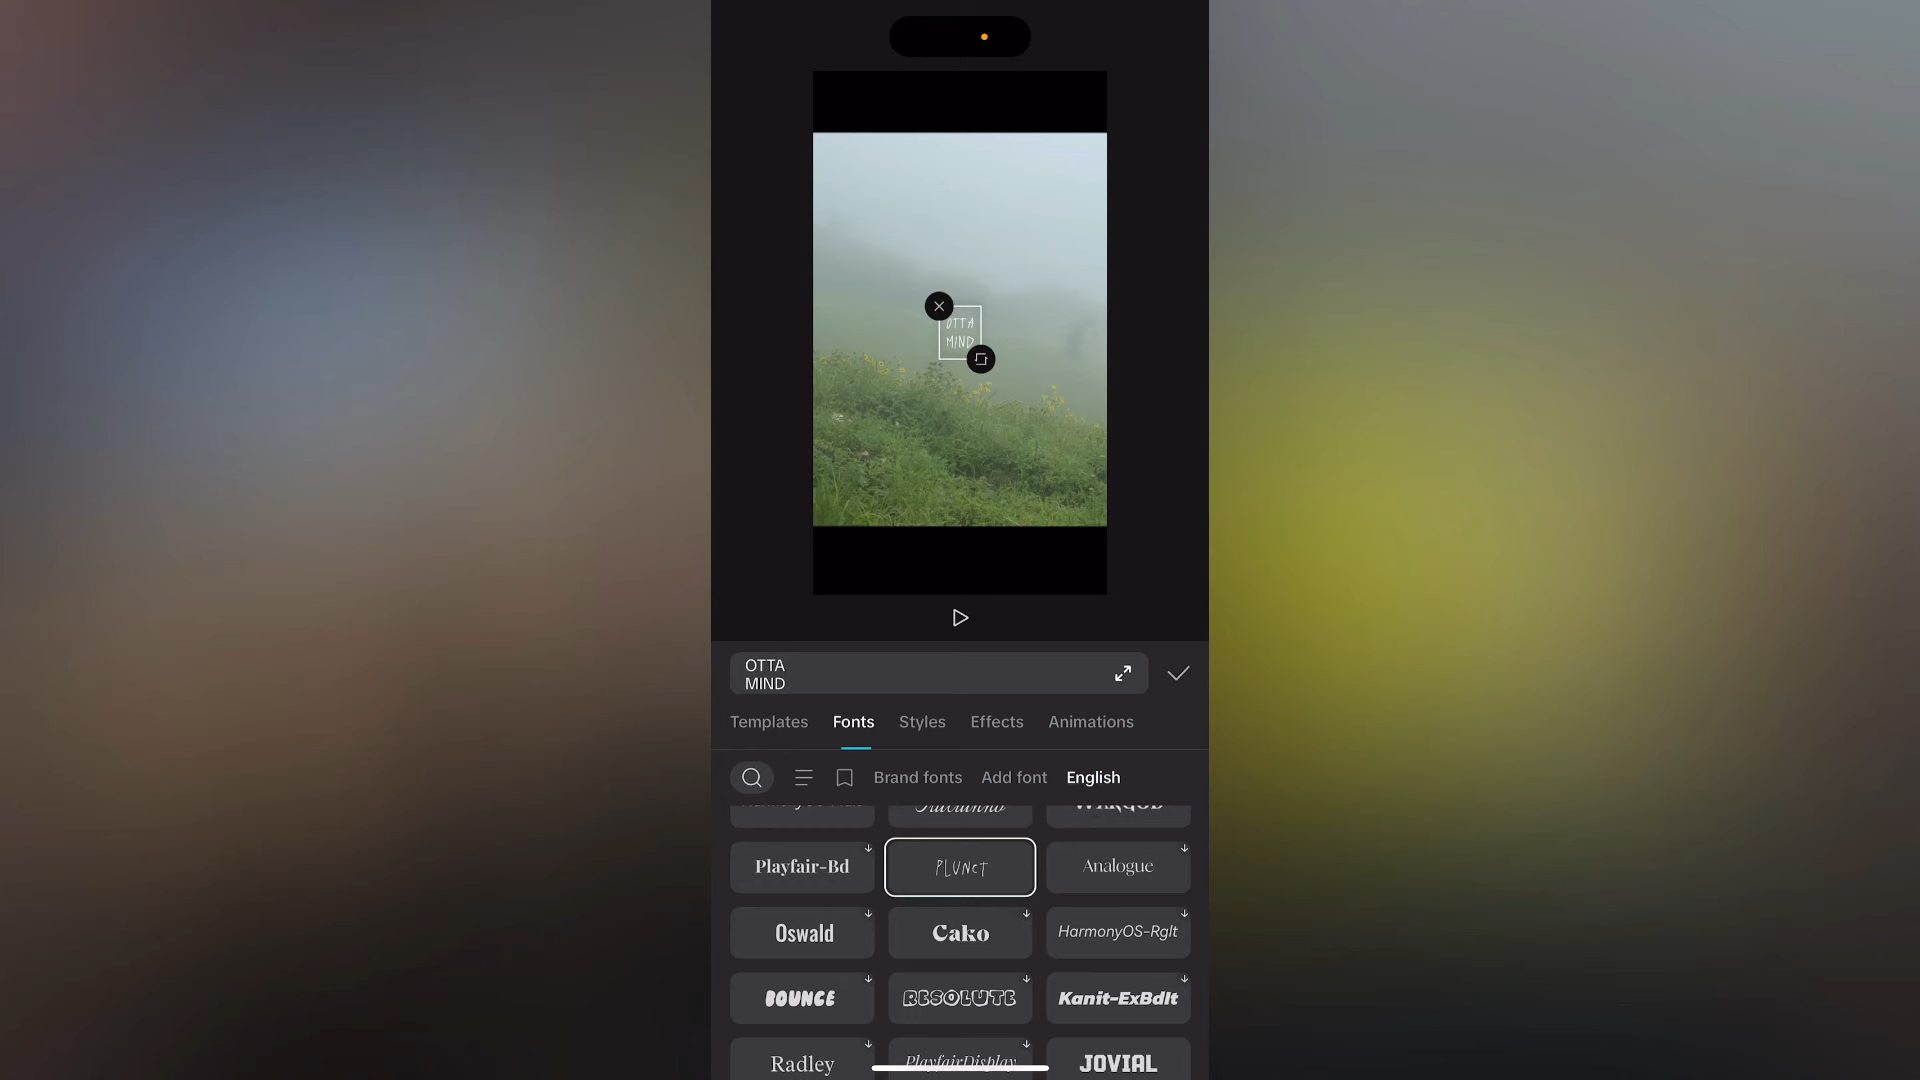 OTTA
MIND
OTTA
MIND
Templates Fonts Styles Effects Animations
Brand fonts Add font English
Playfair-Bd PLUNCT Analogue
Oswald Cako HarmonyOS-Rglt
BOUNCE RESOLUTE Kanit-ExBdlt
Radley PlayfairDisplay JOVIAL